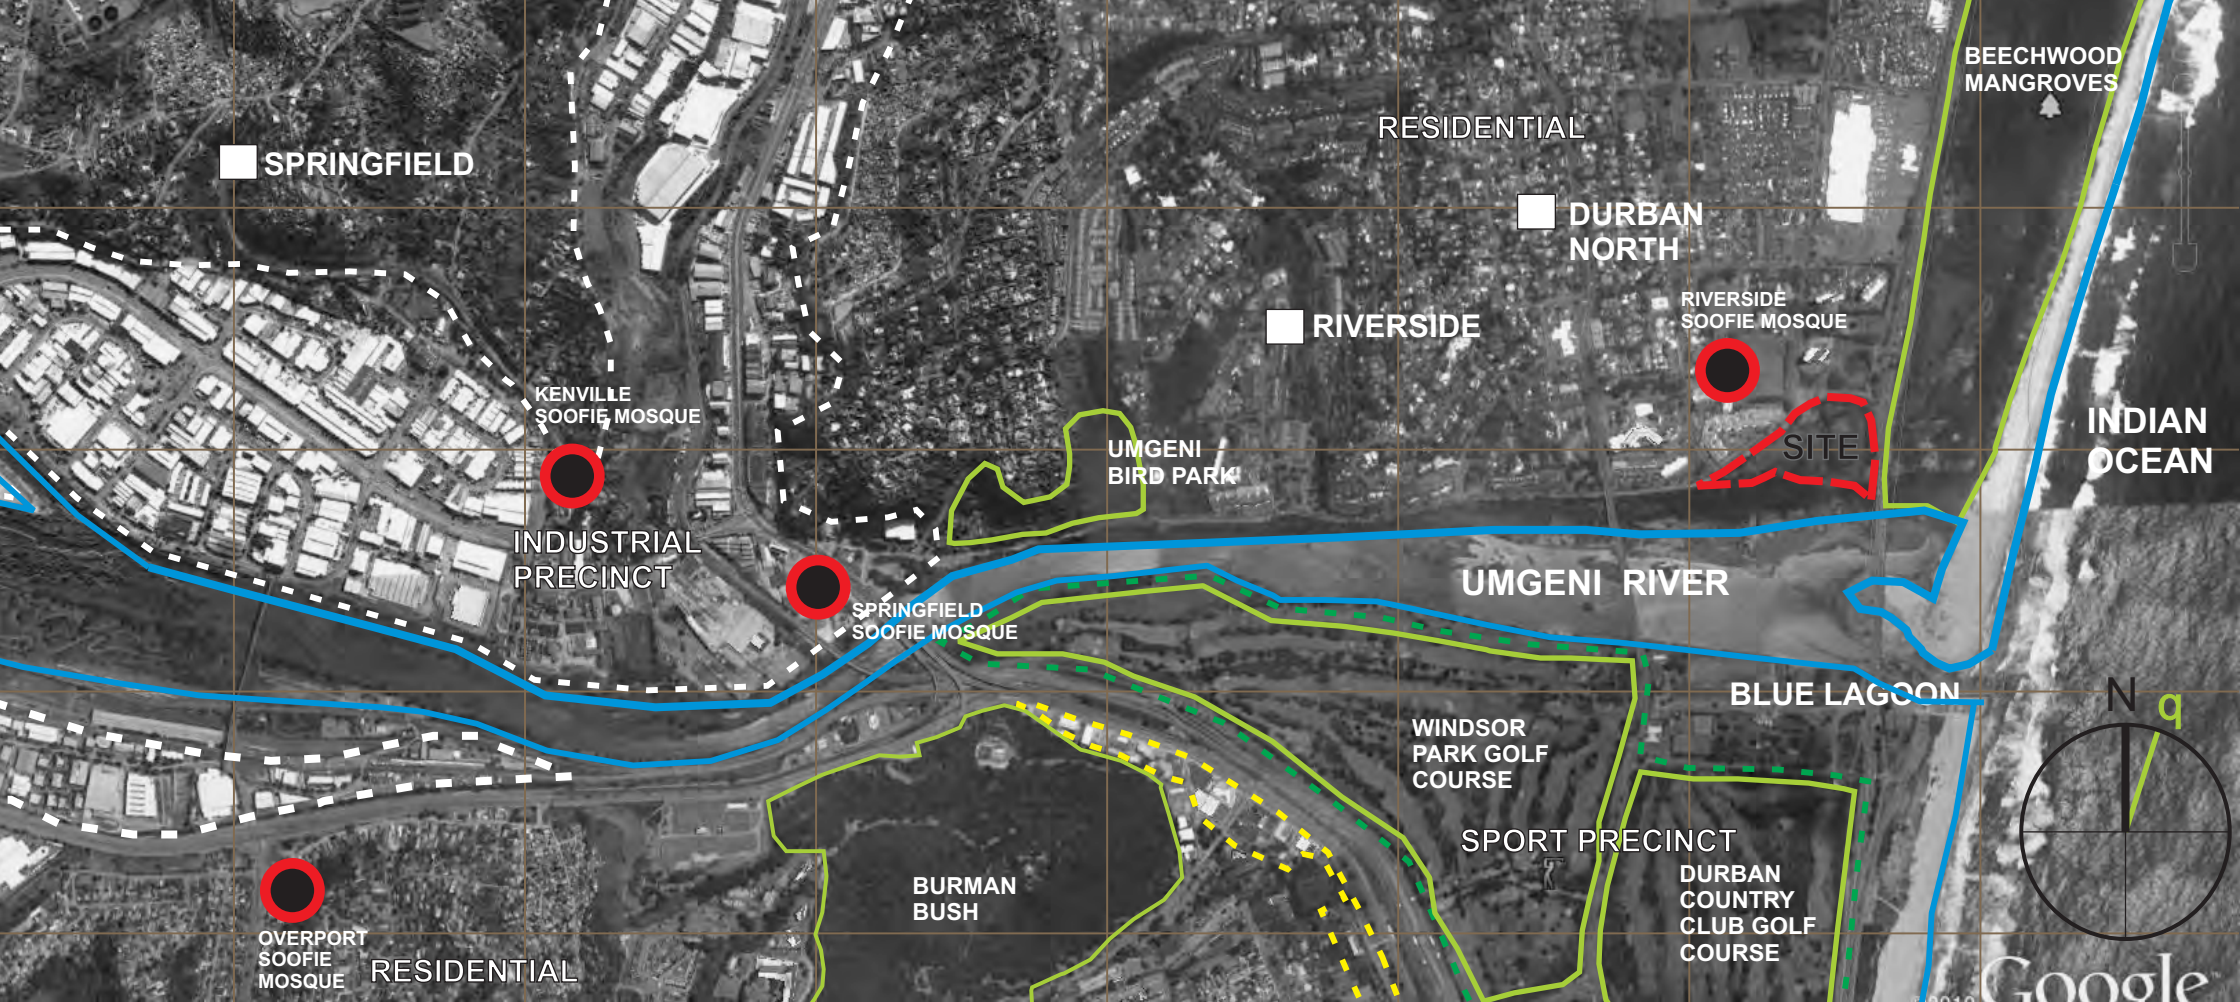 BEECHWOOD
MANGROVES
RESIDENTIAL
SPRINGFIELD
DURBAN
NORTH
RIVERSIDE
SOOFIE MOSQUE
RIVERSIDE
KENVILLE
SOOFIE MOSQUE
UMGENI
BIRD PARK
SITE
INDIAN
OCEAN
INDUSTRIAL
PRECINCT
UMGENI RIVER
SPRINGFIELD
SOOFIE MOSQUE
BLUE LAGOON
N
q
WINDSOR
PARK GOLF
COURSE
SPORT PRECINCT
BURMAN
BUSH
DURBAN
COUNTRY
CLUB GOLF
COURSE
OVERPORT
SOOFIE
MOSQUE
RESIDENTIAL
Google